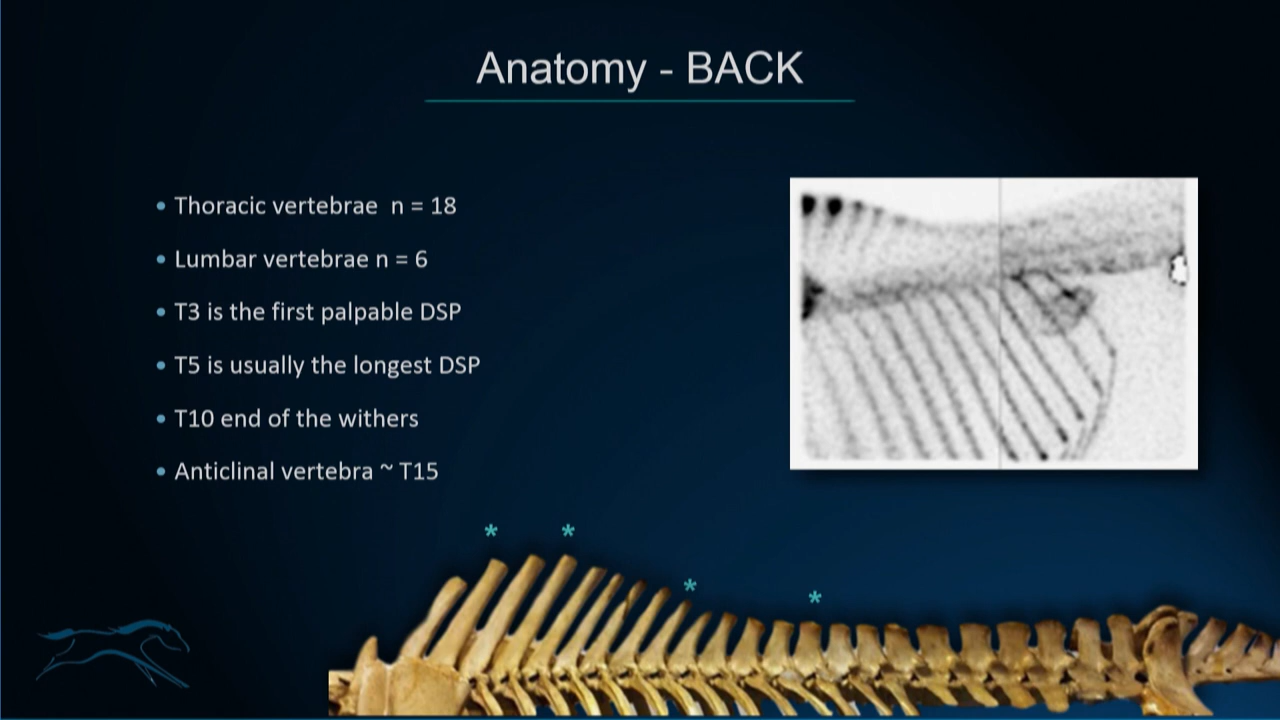 Anatomy - BACK
• Thoracic vertebrae  n = 18
• Lumbar vertebrae n = 6
• T3 is the first palpable DSP
• T5 is usually the longest DSP
• T10 end of the withers
• Anticlinal vertebra ~ T15
* *
* *